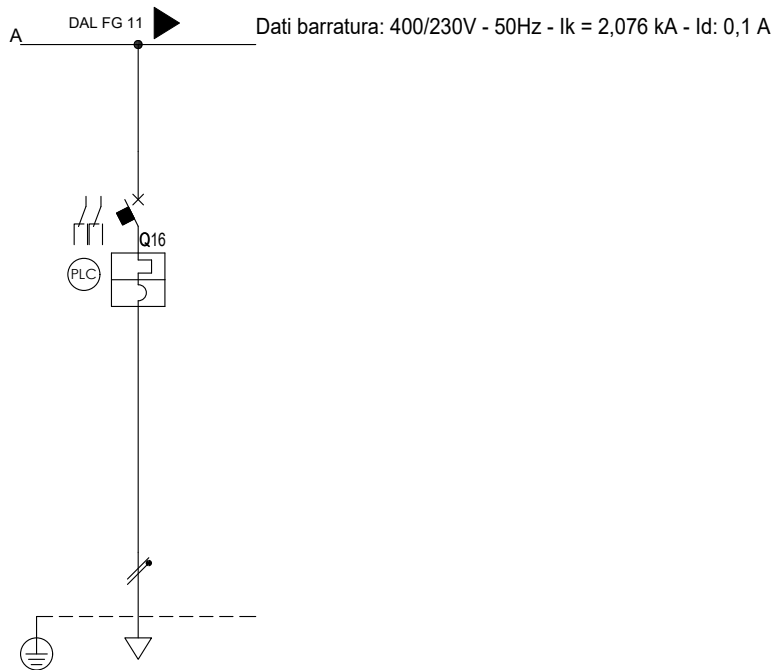 DAL FG 11
Dati barratura: 400/230V - 50Hz - Ik = 2,076 kA - Id: 0,1 A
A
Q16
PLC